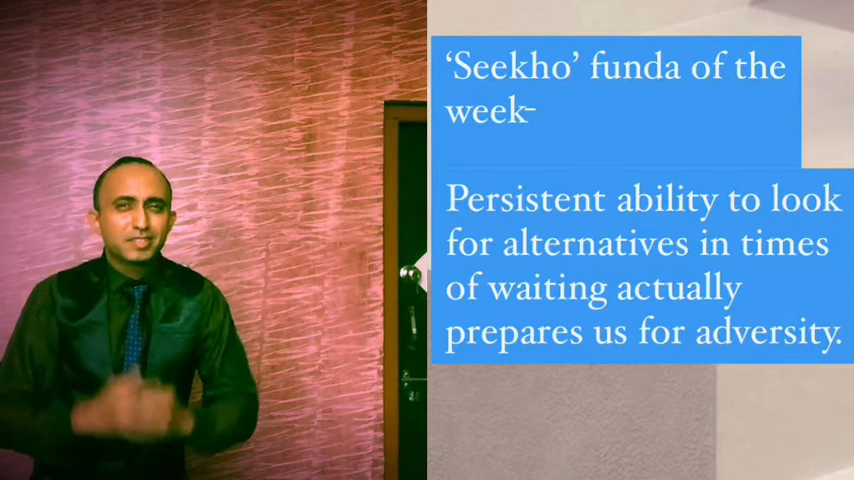 ‘Seekho’ funda of the
week-
Persistent ability to look
for alternatives in times
of waiting actually
prepares us for adversity.